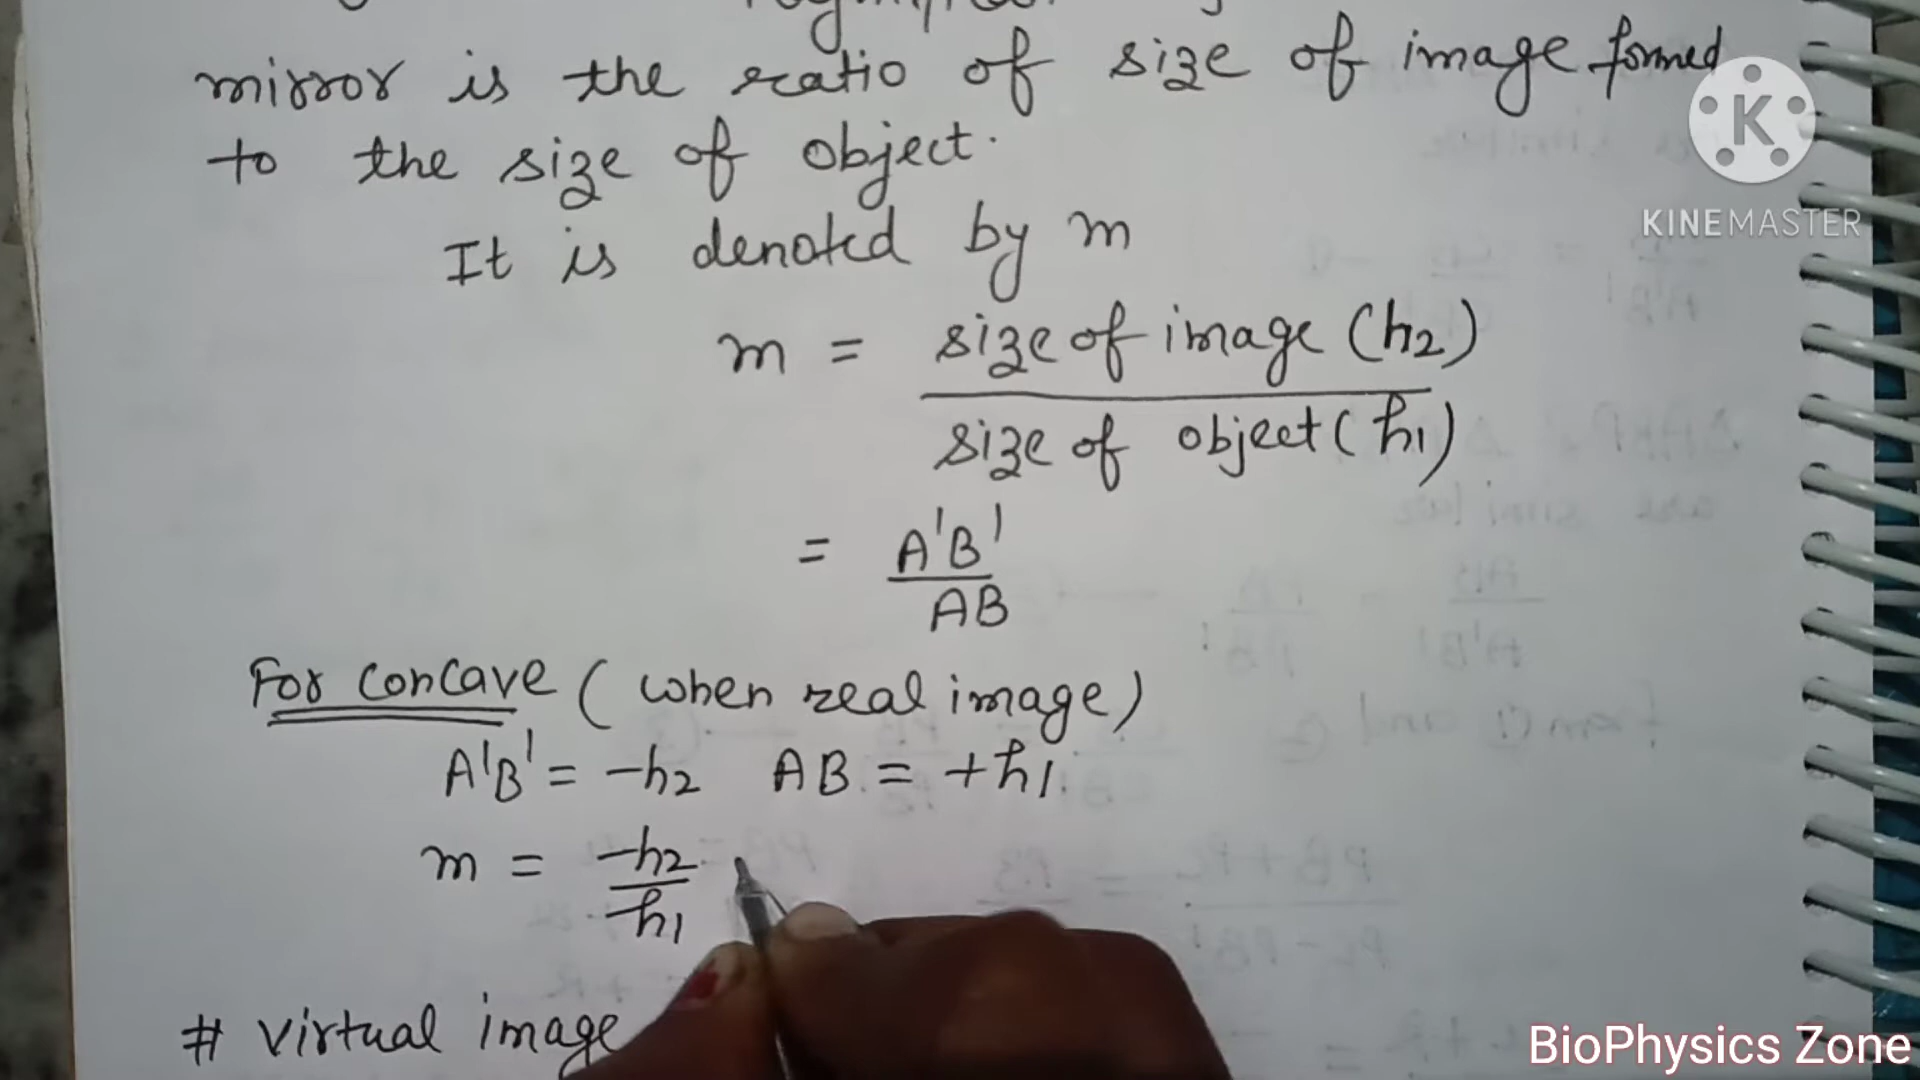 mirror is the ratio of size of image formed
to the size of object.
It is denoted by m
m = size of image (h2)
size of object (h1)
= A'B'
AB
For concave (when real image)
A'B' = -h2 AB = +h1
m = -h2
h1
# virtual image
K
KINEMASTER
BioPhysics Zone